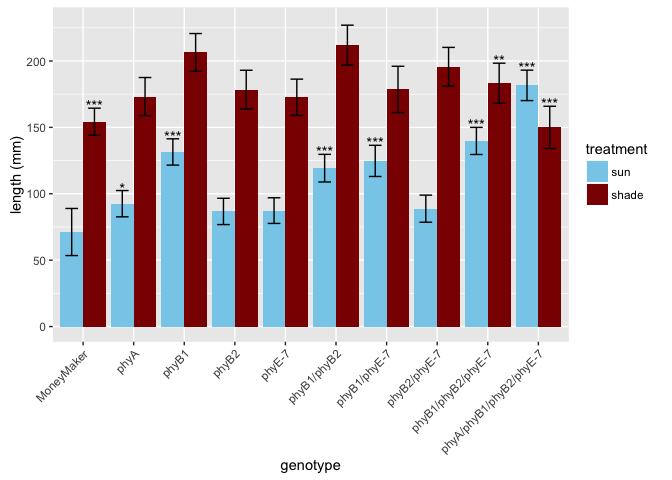 200
150
100
50
0
length (mm)
***
*
***
***
***
***
**
***
***
MoneyMaker
phyA
phyB1
phyB2
phyE-7
phyB1/phyB2
phyB1/phyE-7
phyB2/phyE-7
phyB1/phyB2/phyE-7
phyA/phyB1/phyB2/phyE-7
genotype
treatment
sun
shade